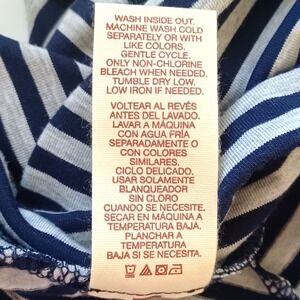 WASH INSIDE OUT.
MACHINE WASH COLD
SEPARATELY OR WITH
LIKE COLORS,
GENTLE CYCLE.
ONLY NON-CHLORINE
BLEACH WHEN NEEDED.
TUMBLE DRY LOW.
LOW IRON IF NEEDED.
VOLTEAR AL REVÉS
ANTES DEL LAVADO.
LAVAR A MÁQUINA
CON AGUA FRÍA
SEPARADAMENTE O
CON COLORES
SIMILARES.
CICLO DELICADO.
USAR SOLAMENTE
BLANQUEADOR
SIN CLORO
CUANDO SE NECESITE.
SECAR EN MÁQUINA A
TEMPERATURA BAJA.
PLANCHAR A
TEMPERATURA
BAJA SI SE NECESITA.